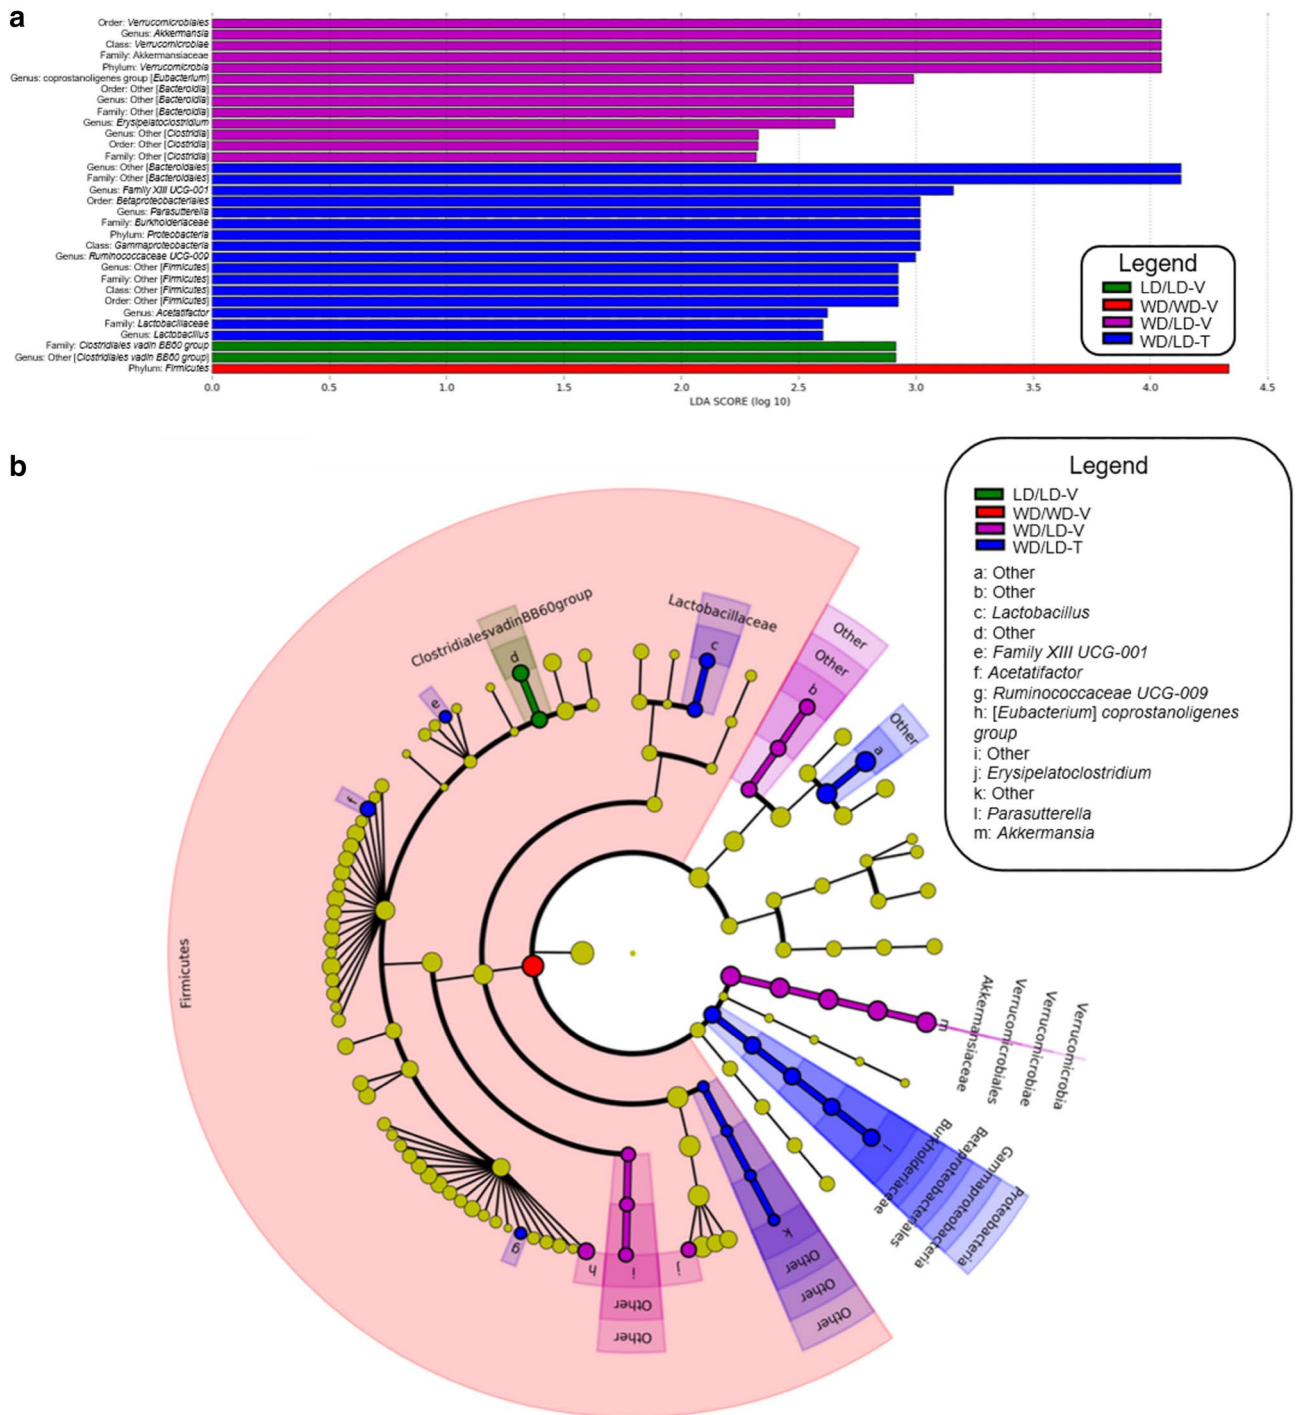 a
Order: Verrucomicrobiales
Genus: Akkermansia
Class: Verrucomicrobiae
Family: Akkermansiaceae
Phylum: Verrucomicrobia
Genus: coprostanoligenes group [Eubacterium]
Order: Other [Bacteroidia]
Genus: Other [Bacteroidia]
Family: Other [Bacteroidia]
Genus: Erysipelatoclostridium
Genus: Other [Clostridia]
Order: Other [Clostridia]
Family: Other [Clostridia]
Genus: Other [Bacteroidales]
Family: Other [Bacteroidales]
Genus: Family XIII UCG-001
Order: Betaproteobacteriales
Genus: Parasutterella
Family: Burkholderiaceae
Phylum: Proteobacteria
Class: Gammaproteobacteria
Genus: Ruminococcaceae UCG-009
Genus: Other [Firmicutes]
Family: Other [Firmicutes]
Class: Other [Firmicutes]
Order: Other [Firmicutes]
Genus: Acetatifactor
Family: Lactobacillaceae
Genus: Lactobacillus
Family: Clostridiales vadin BB60 group
Genus: Other [Clostridiales vadin BB60 group]
Phylum: Firmicutes
0.0 0.5 1.0 1.5 2.0 2.5 3.0 3.5 4.0 4.5
LDA SCORE (log 10)
Legend
LD/LD-V
WD/WD-V
WD/LD-V
WD/LD-T
b
Legend
LD/LD-V
WD/WD-V
WD/LD-V
WD/LD-T
a: Other
b: Other
c: Lactobacillus
d: Other
e: Family XIII UCG-001
f: Acetatifactor
g: Ruminococcaceae UCG-009
h: [Eubacterium] coprostanoligenes
group
i: Other
j: Erysipelatoclostridium
k: Other
l: Parasutterella
m: Akkermansia
ClostridialesvadinBB60group
d
Lactobacillaceae
c
Other
Other
b
Other
a
e
f
Firmicutes
m
Akkermansiaceae
Verrucomicrobiales
Verrucomicrobiae
Verrucomicrobia
l
Burkholderiaceae
Betaproteobacteriales
Gammaproteobacteria
Proteobacteria
k
Other
Other
Other
j
i
Other
Other
h
g